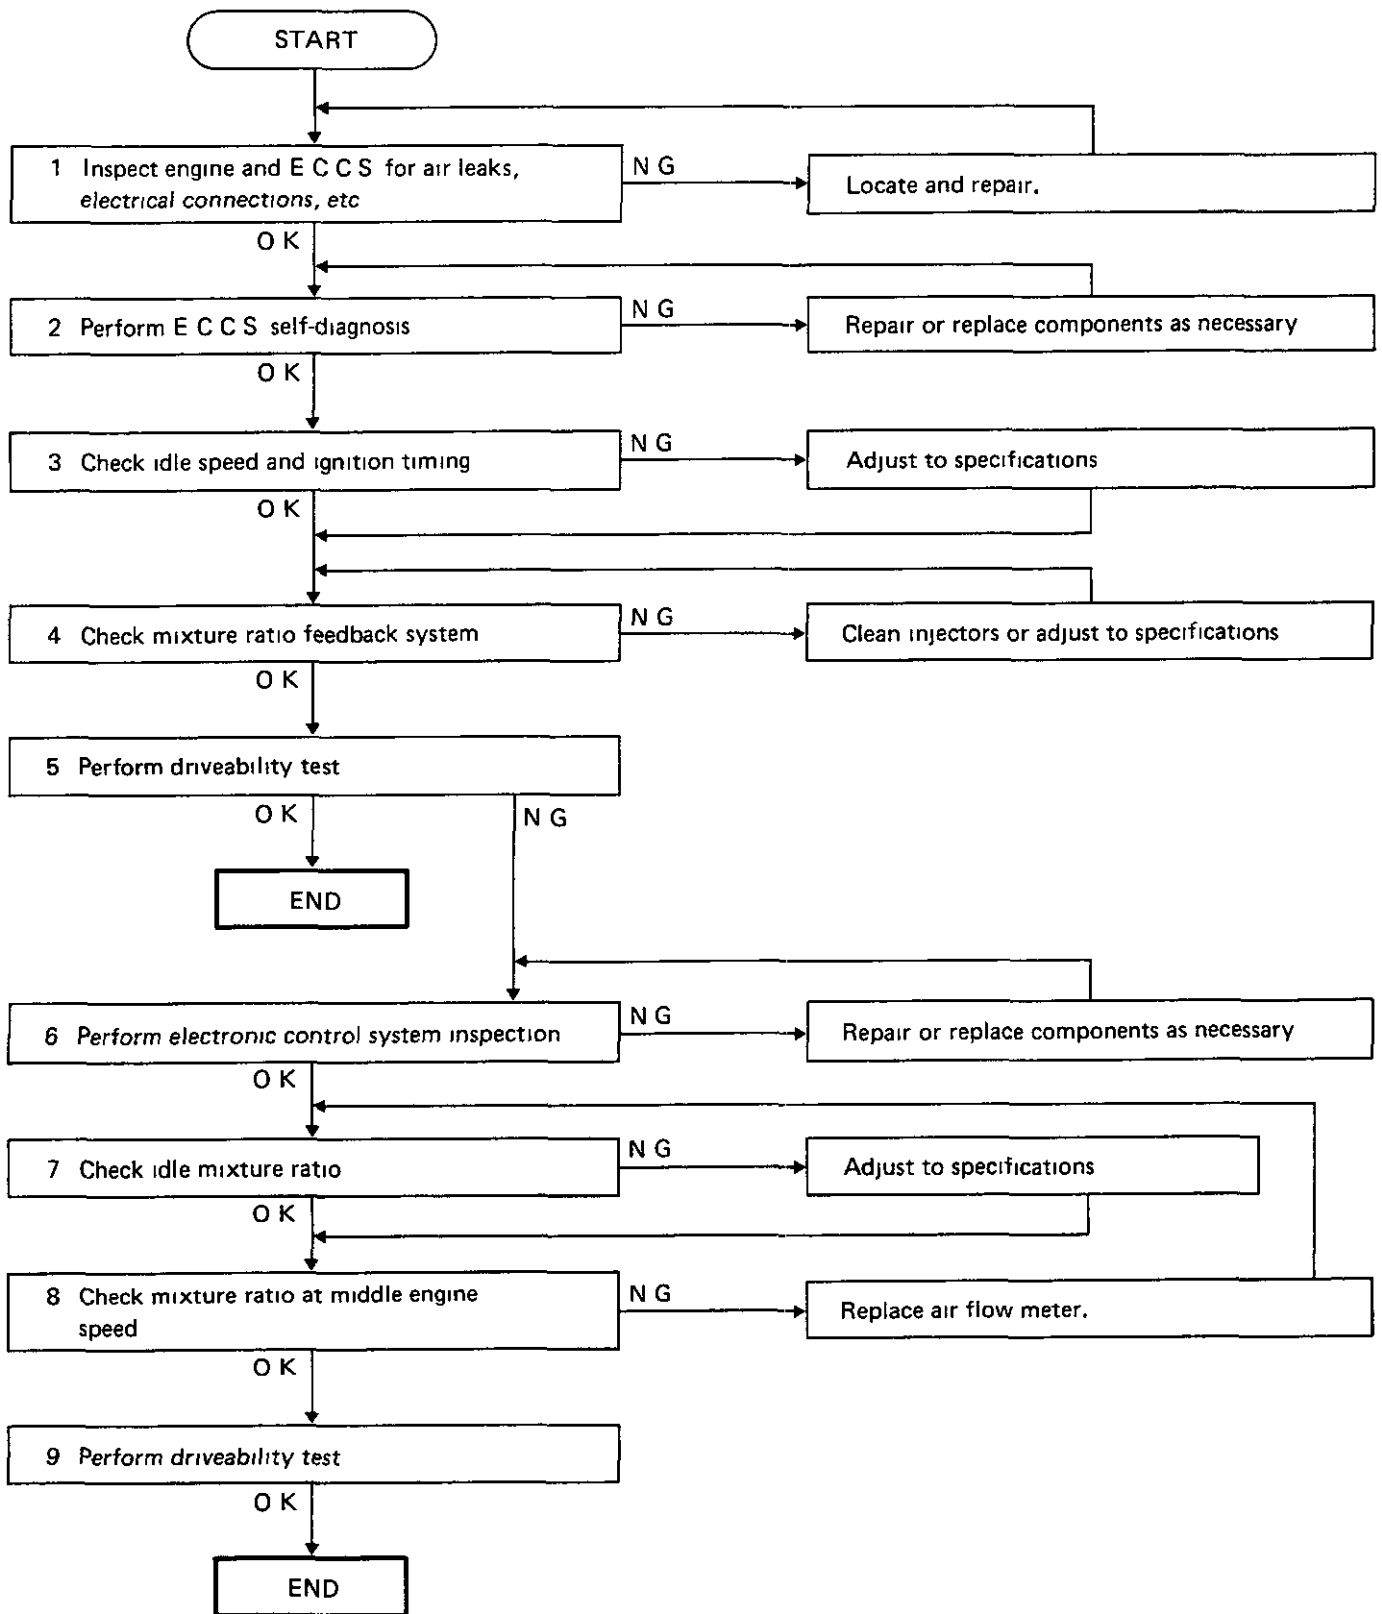 START
1 Inspect engine and E C C S for air leaks,
electrical connections, etc
N G
Locate and repair.
O K
2 Perform E C C S self-diagnosis
N G
Repair or replace components as necessary
O K
3 Check idle speed and ignition timing
N G
Adjust to specifications
O K
4 Check mixture ratio feedback system
N G
Clean injectors or adjust to specifications
O K
5 Perform driveability test
O K
N G
END
6 Perform electronic control system inspection
N G
Repair or replace components as necessary
O K
7 Check idle mixture ratio
N G
Adjust to specifications
O K
8 Check mixture ratio at middle engine
speed
N G
Replace air flow meter.
O K
9 Perform driveability test
O K
END